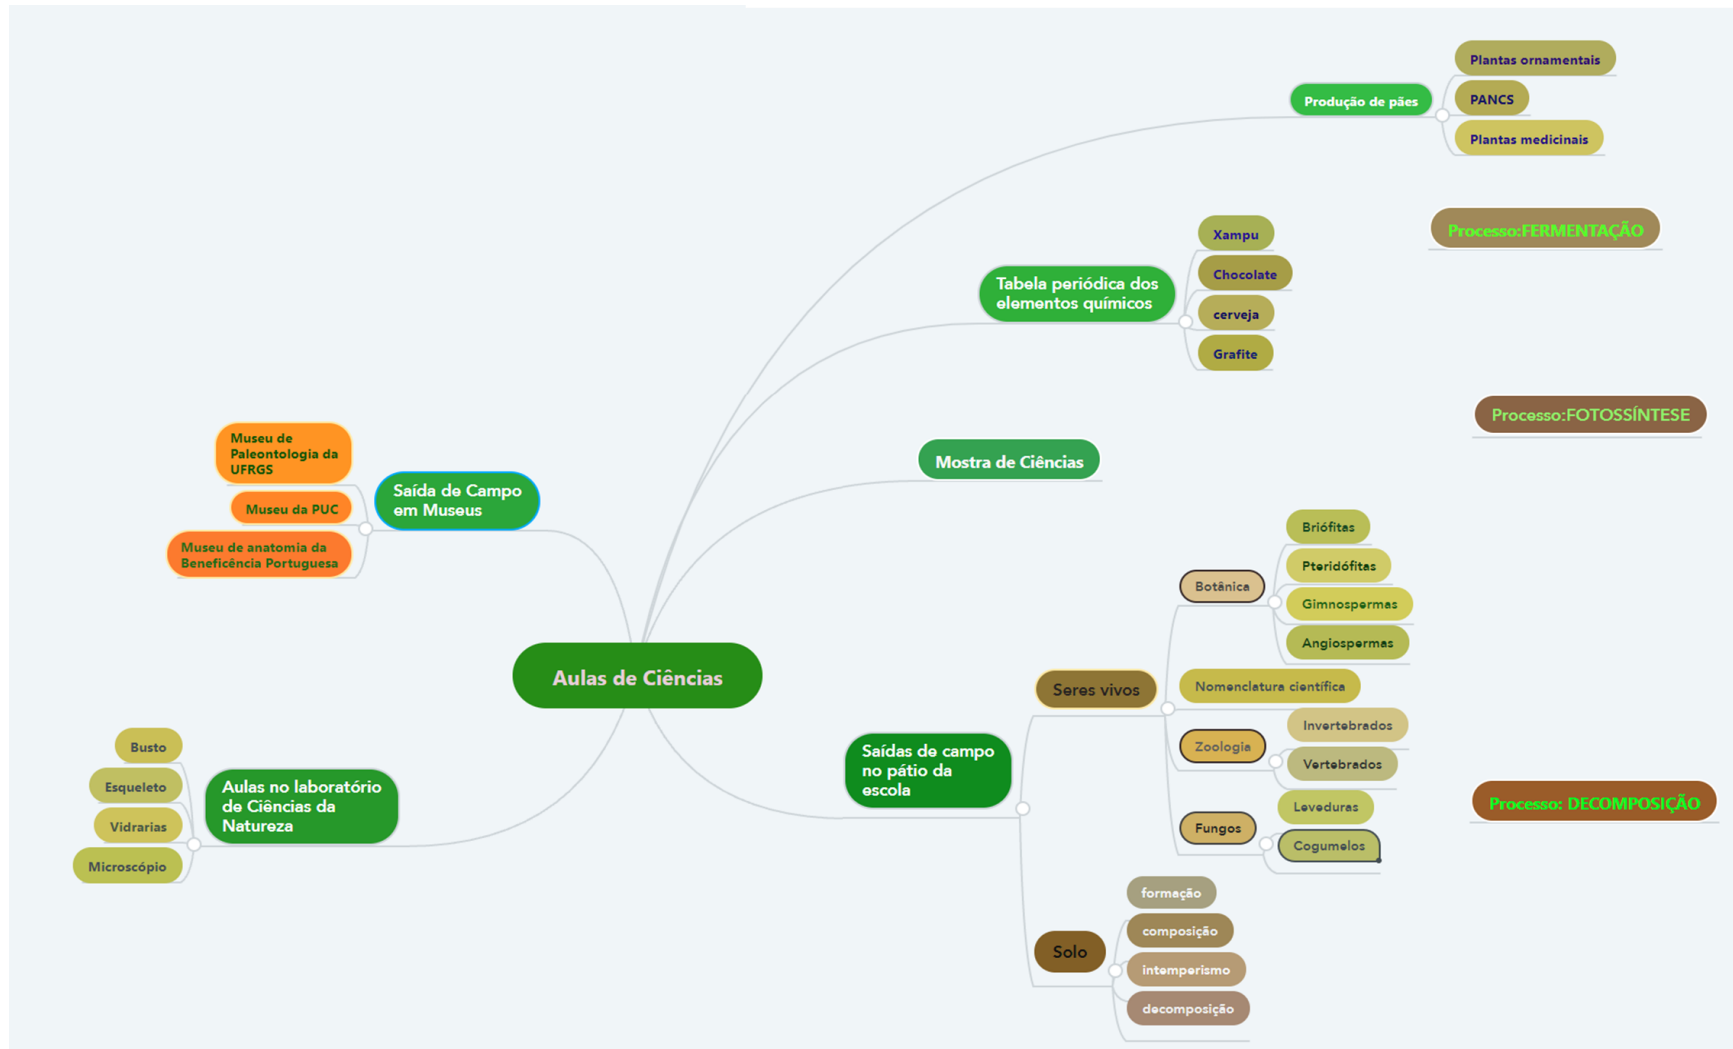 Aulas de Ciências
Produção de pães
Plantas ornamentais
PANCS
Plantas medicinais
Processo:FERMENTAÇÃO
Tabela periódica dos
elementos químicos
Xampu
Chocolate
cerveja
Grafite
Processo:FOTOSSÍNTESE
Mostra de Ciências
Saída de Campo
em Museus
Museu de
Paleontologia da
UFRGS
Museu da PUC
Museu de anatomia da
Beneficência Portuguesa
Aulas no laboratório
de Ciências da
Natureza
Busto
Esqueleto
Vidrarias
Microscópio
Saídas de campo
no pátio da
escola
Seres vivos
Botânica
Briófitas
Pteridófitas
Gimnospermas
Angiospermas
Nomenclatura científica
Zoologia
Invertebrados
Vertebrados
Fungos
Leveduras
Cogumelos
Processo: DECOMPOSIÇÃO
Solo
formação
composição
intemperismo
decomposição